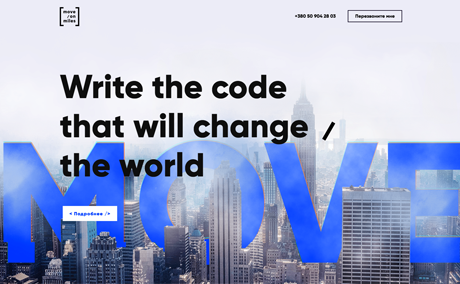 [move
/on
miles]
+380 50 904 28 03
Перезвоните мне
Write the code
that will change /
the world
MOVE
< Подробнее />